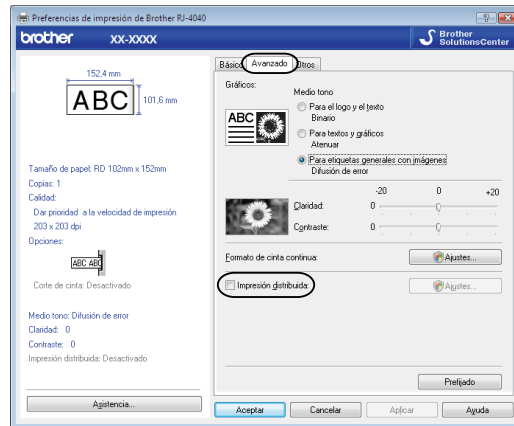 Preferencias de impresión de Brother RJ-4040
brother
XX-XXXX
Brother
SolutionsCenter
152,4 mm
ABC
101,6 mm
Tamaño de papel: RD 102mm x 152mm
Copias: 1
Calidad:
Dar prioridad a la velocidad de impresión
203 x 203 dpi
Opciones:
ABC ABC
Corte de cinta: Desactivado
Medio tono: Difusión de error
Claridad: 0
Contraste: 0
Impresión distribuida: Desactivado
Asistencia...
Básico
Avanzado
Otros
Gráficos:
ABC
Medio tono
Para el logo y el texto
Binario
Para textos y gráficos
Atenuar
Para etiquetas generales con imágenes
Difusión de error
-20 0 +20
Claridad: 0
Contraste: 0
Formato de cinta continua:
Ajustes...
Impresión distribuida:
Ajustes...
Prefijado
Aceptar
Cancelar
Aplicar
Ayuda